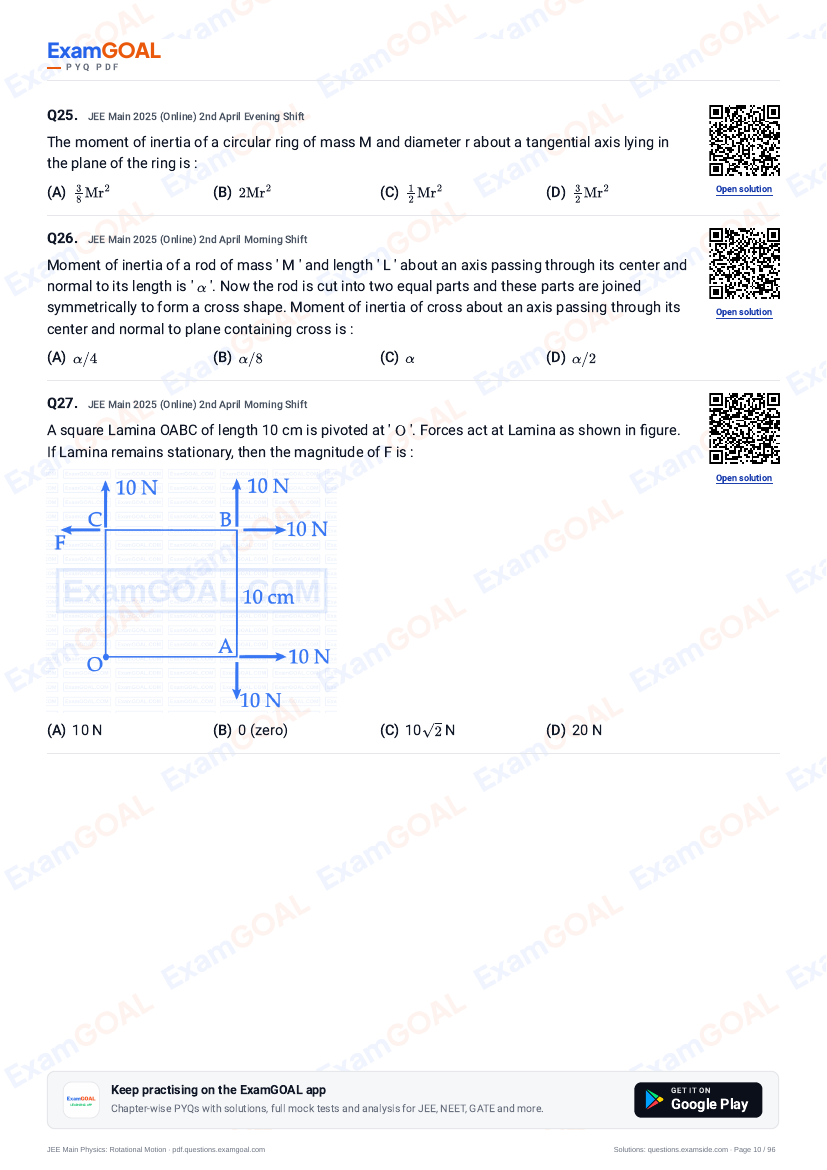 ExamGOAL
PYQ PDF
Q25. JEE Main 2025 (Online) 2nd April Evening Shift
The moment of inertia of a circular ring of mass M and diameter r about a tangential axis lying in
the plane of the ring is :
(A) 3/8 Mr² (B) 2Mr² (C) 1/2 Mr² (D) 3/2 Mr²
Open solution
Q26. JEE Main 2025 (Online) 2nd April Morning Shift
Moment of inertia of a rod of mass ' M ' and length ' L ' about an axis passing through its center and
normal to its length is ' α '. Now the rod is cut into two equal parts and these parts are joined
symmetrically to form a cross shape. Moment of inertia of cross about an axis passing through its
center and normal to plane containing cross is :
(A) α/4 (B) α/8 (C) α (D) α/2
Open solution
Q27. JEE Main 2025 (Online) 2nd April Morning Shift
A square Lamina OABC of length 10 cm is pivoted at ' O '. Forces act at Lamina as shown in figure.
If Lamina remains stationary, then the magnitude of F is :
Open solution
10 N 10 N
C B 10 N
F
ExamGOAL.COM
10 cm
A 10 N
O
10 N
(A) 10 N (B) 0 (zero) (C) 10√2 N (D) 20 N
Keep practising on the ExamGOAL app
Chapter-wise PYQs with solutions, full mock tests and analysis for JEE, NEET, GATE and more.
GET IT ON
Google Play
JEE Main Physics: Rotational Motion · pdf.questions.examgoal.com Solutions: questions.examside.com · Page 10 / 96